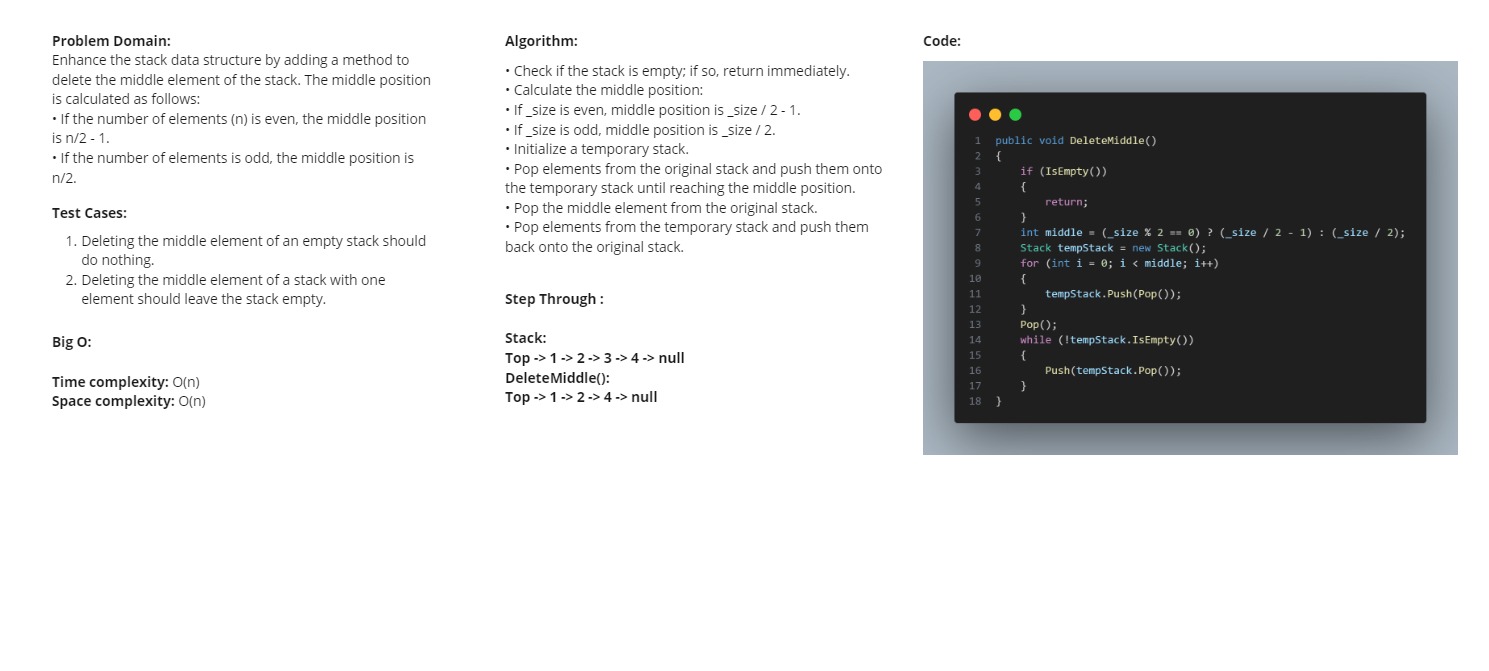 Problem Domain:
Enhance the stack data structure by adding a method to
delete the middle element of the stack. The middle position
is calculated as follows:
• If the number of elements (n) is even, the middle position
is n/2 - 1.
• If the number of elements is odd, the middle position is
n/2.
Test Cases:
1. Deleting the middle element of an empty stack should
do nothing.
2. Deleting the middle element of a stack with one
element should leave the stack empty.
Big O:
Time complexity: O(n)
Space complexity: O(n)
Algorithm:
• Check if the stack is empty; if so, return immediately.
• Calculate the middle position:
• If _size is even, middle position is _size / 2 - 1.
• If _size is odd, middle position is _size / 2.
• Initialize a temporary stack.
• Pop elements from the original stack and push them onto
the temporary stack until reaching the middle position.
• Pop the middle element from the original stack.
• Pop elements from the temporary stack and push them
back onto the original stack.
Step Through :
Stack:
Top -> 1 -> 2 -> 3 -> 4 -> null
DeleteMiddle():
Top -> 1 -> 2 -> 4 -> null
Code:
1 public void DeleteMiddle()
2 {
3 if (IsEmpty())
4 {
5 return;
6 }
7 int middle = (_size % 2 == 0) ? (_size / 2 - 1) : (_size / 2);
8 Stack tempStack = new Stack();
9 for (int i = 0; i < middle; i++)
10 {
11 tempStack.Push(Pop());
12 }
13 Pop();
14 while (!tempStack.IsEmpty())
15 {
16 Push(tempStack.Pop());
17 }
18 }